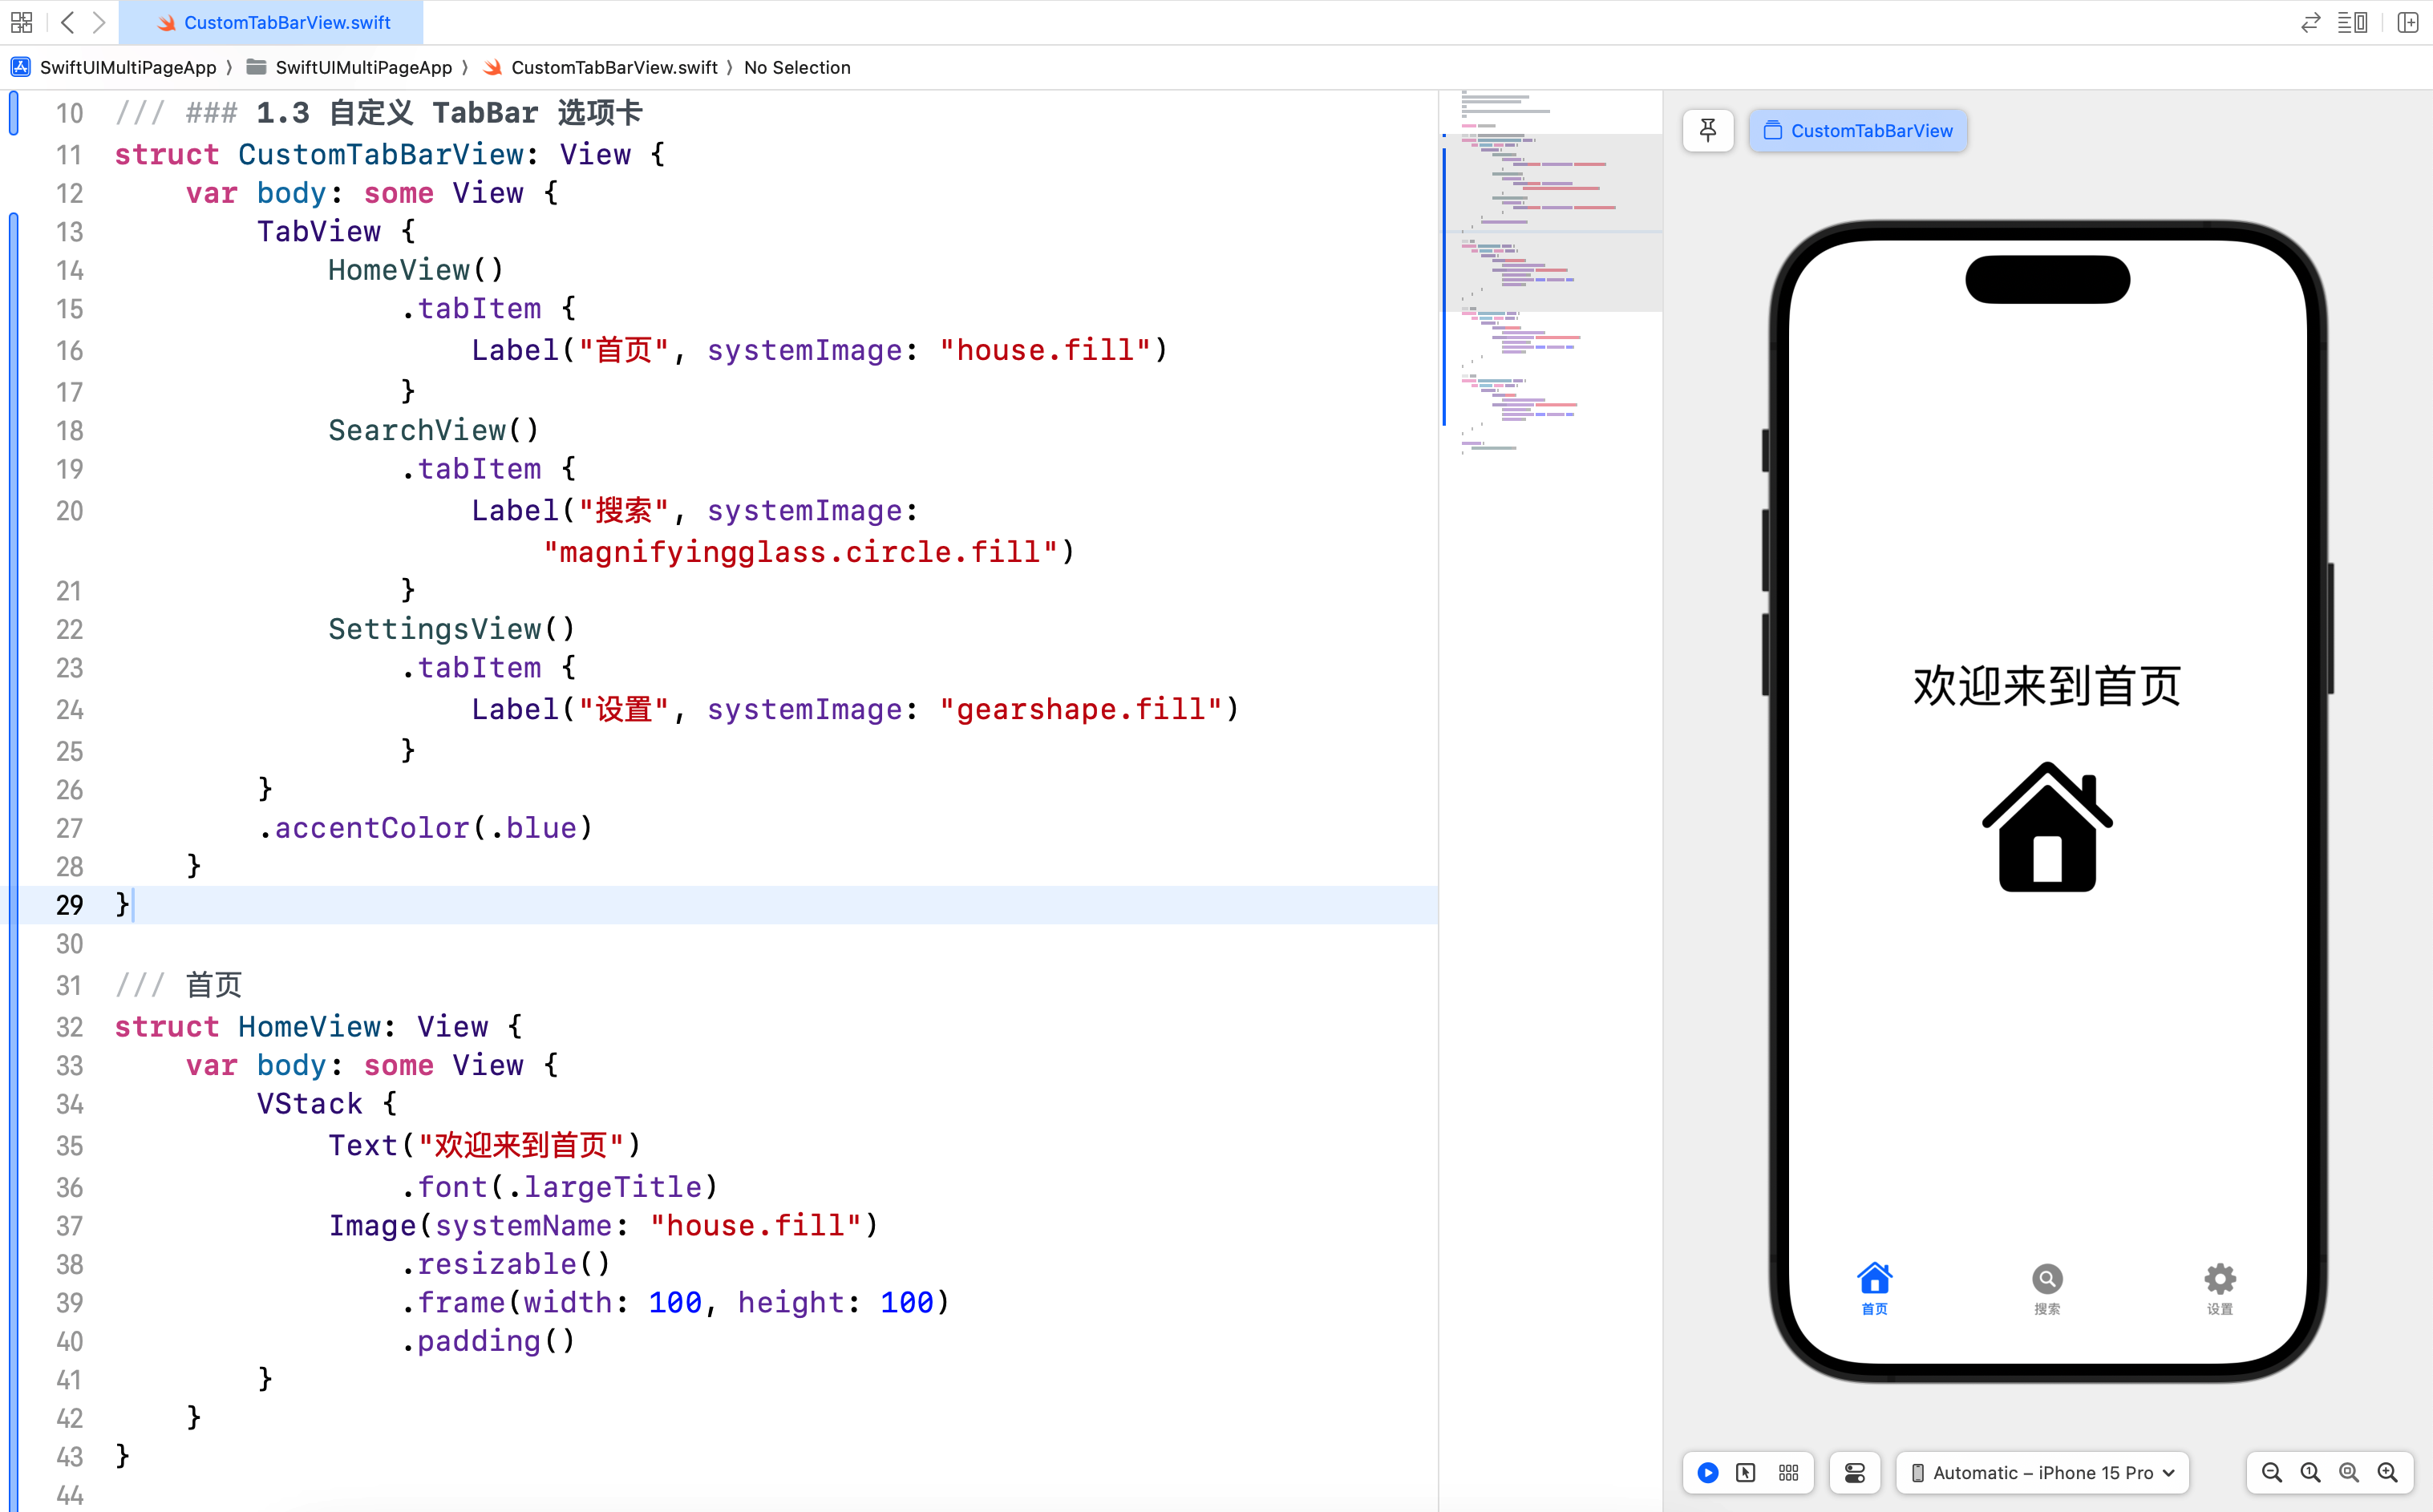 CustomTabBarView.swift
SwiftUIMultiPageApp 〉 SwiftUIMultiPageApp 〉 CustomTabBarView.swift 〉 No Selection
10 /// ### 1.3 自定义 TabBar 选项卡
11 struct CustomTabBarView: View {
12 var body: some View {
13 TabView {
14 HomeView()
15 .tabItem {
16 Label("首页", systemImage: "house.fill")
17 }
18 SearchView()
19 .tabItem {
20 Label("搜索", systemImage:
"magnifyingglass.circle.fill")
21 }
22 SettingsView()
23 .tabItem {
24 Label("设置", systemImage: "gearshape.fill")
25 }
26 }
27 .accentColor(.blue)
28 }
29 }
30
31 /// 首页
32 struct HomeView: View {
33 var body: some View {
34 VStack {
35 Text("欢迎来到首页")
36 .font(.largeTitle)
37 Image(systemName: "house.fill")
38 .resizable()
39 .frame(width: 100, height: 100)
40 .padding()
41 }
42 }
43 }
44
CustomTabBarView
欢迎来到首页
首页 搜索 设置
Automatic – iPhone 15 Pro